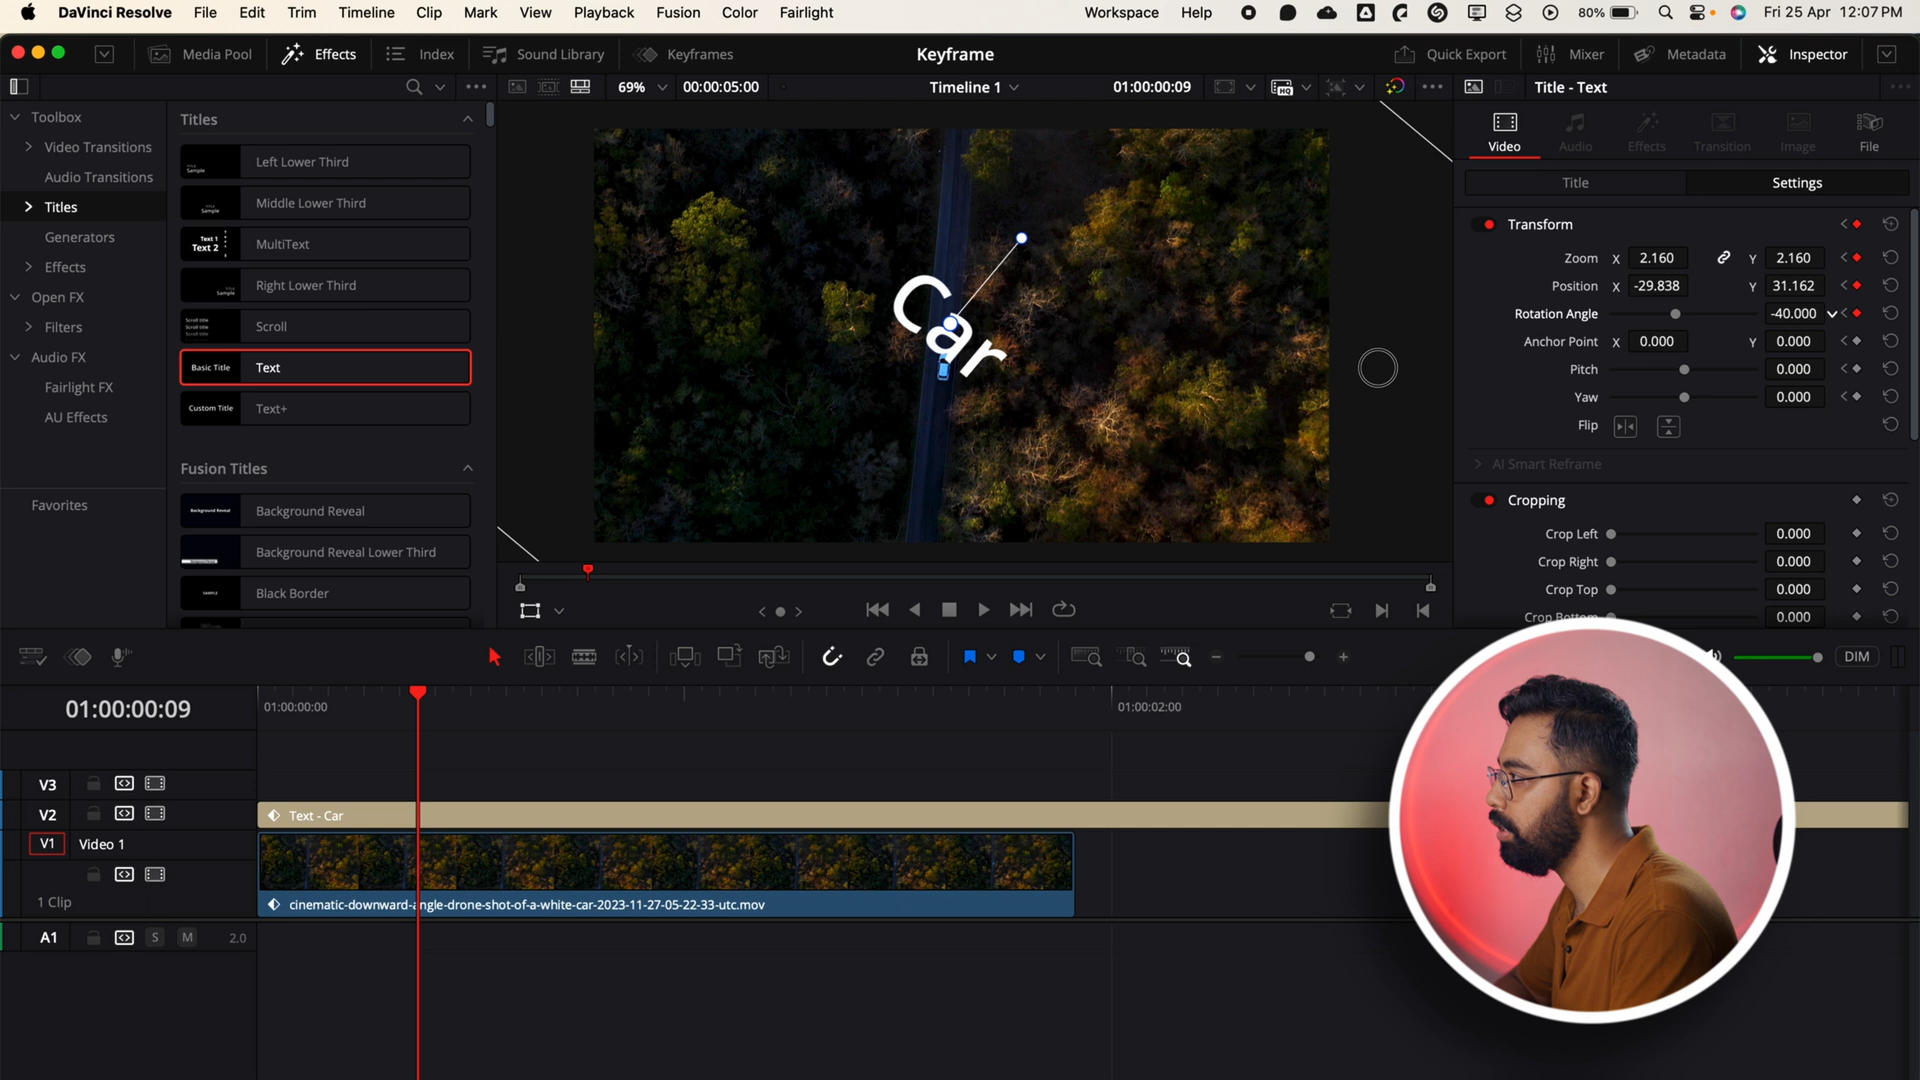 DaVinci Resolve File Edit Trim Timeline Clip Mark View Playback Fusion Color Fairlight Workspace Help 80% Fri 25 Apr 12:07 PM
Media Pool Effects Index Sound Library Keyframes Keyframe Quick Export Mixer Metadata Inspector
69% 00:00:05:00 Timeline 1 01:00:00:09 HQ Title - Text
Toolbox
Video Transitions
Audio Transitions
Titles
Generators
Effects
Open FX
Filters
Audio FX
Fairlight FX
AU Effects
Favorites
Titles
Left Lower Third
Middle Lower Third
Text 1
Text 2
MultiText
Right Lower Third
Scroll
Basic Title Text
Custom Title Text+
Fusion Titles
Background Reveal Background Reveal
Background Reveal Lower Third
Black Border
Car
Video Audio Effects Transition Image File
Title Settings
Transform
Zoom X 2.160 Y 2.160
Position X -29.838 Y 31.162
Rotation Angle -40.000
Anchor Point X 0.000 Y 0.000
Pitch 0.000
Yaw 0.000
Flip
AI Smart Reframe
Cropping
Crop Left 0.000
Crop Right 0.000
Crop Top 0.000
Crop Bottom 0.000
DIM
01:00:00:09 01:00:00:00 01:00:02:00
V3
V2 Text - Car
V1 Video 1
1 Clip cinematic-downward-angle-drone-shot-of-a-white-car-2023-11-27-05-22-33-utc.mov
A1 S M 2.0